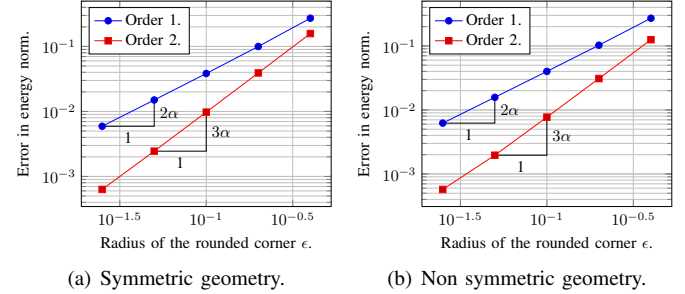 Order 1.
Order 2.
Error in energy norm.
10^{-1}
10^{-2}
10^{-3}
2α
1
3α
1
10^{-1.5}
10^{-1}
10^{-0.5}
Radius of the rounded corner ϵ.
(a) Symmetric geometry.
Order 1.
Order 2.
Error in energy norm.
10^{-1}
10^{-2}
10^{-3}
2α
1
3α
1
10^{-1.5}
10^{-1}
10^{-0.5}
Radius of the rounded corner ϵ.
(b) Non symmetric geometry.